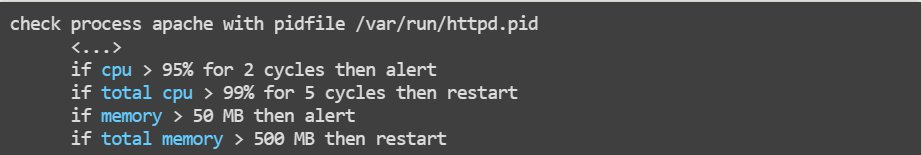 check process apache with pidfile /var/run/httpd.pid
<...>
if cpu > 95% for 2 cycles then alert
if total cpu > 99% for 5 cycles then restart
if memory > 50 MB then alert
if total memory > 500 MB then restart